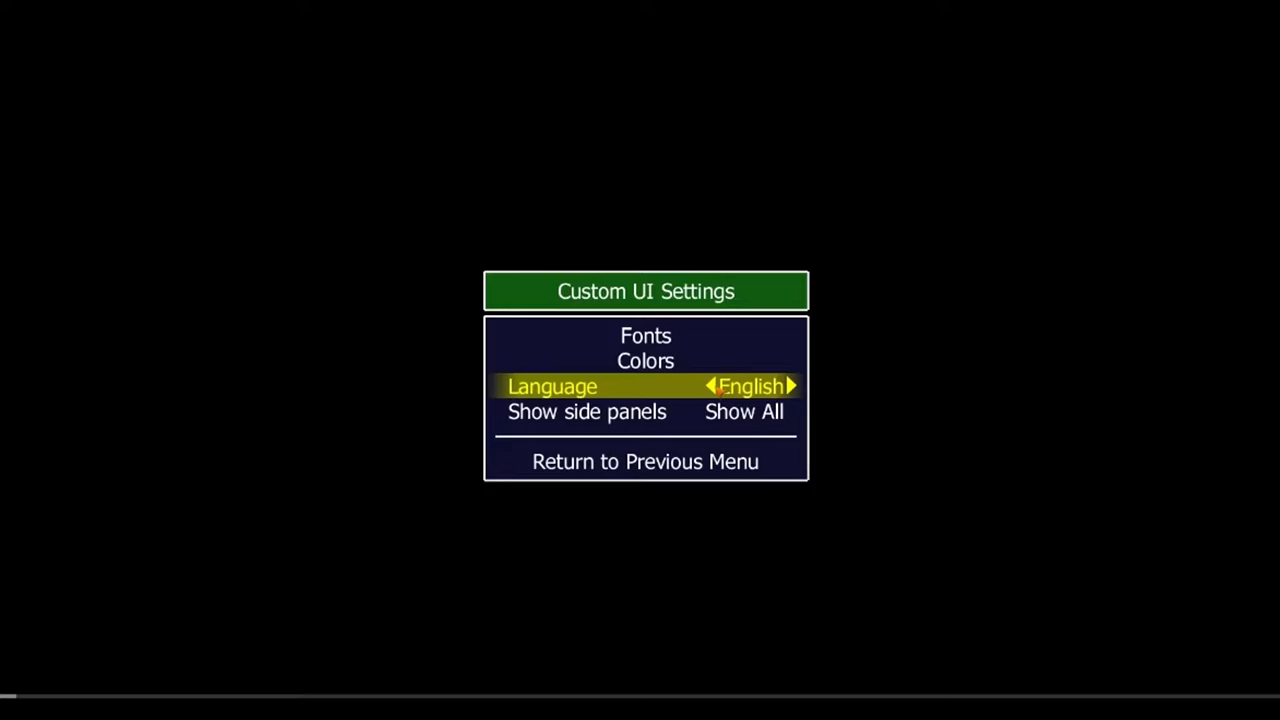 Custom UI Settings
Fonts
Colors
Language English
Show side panels Show All
Return to Previous Menu